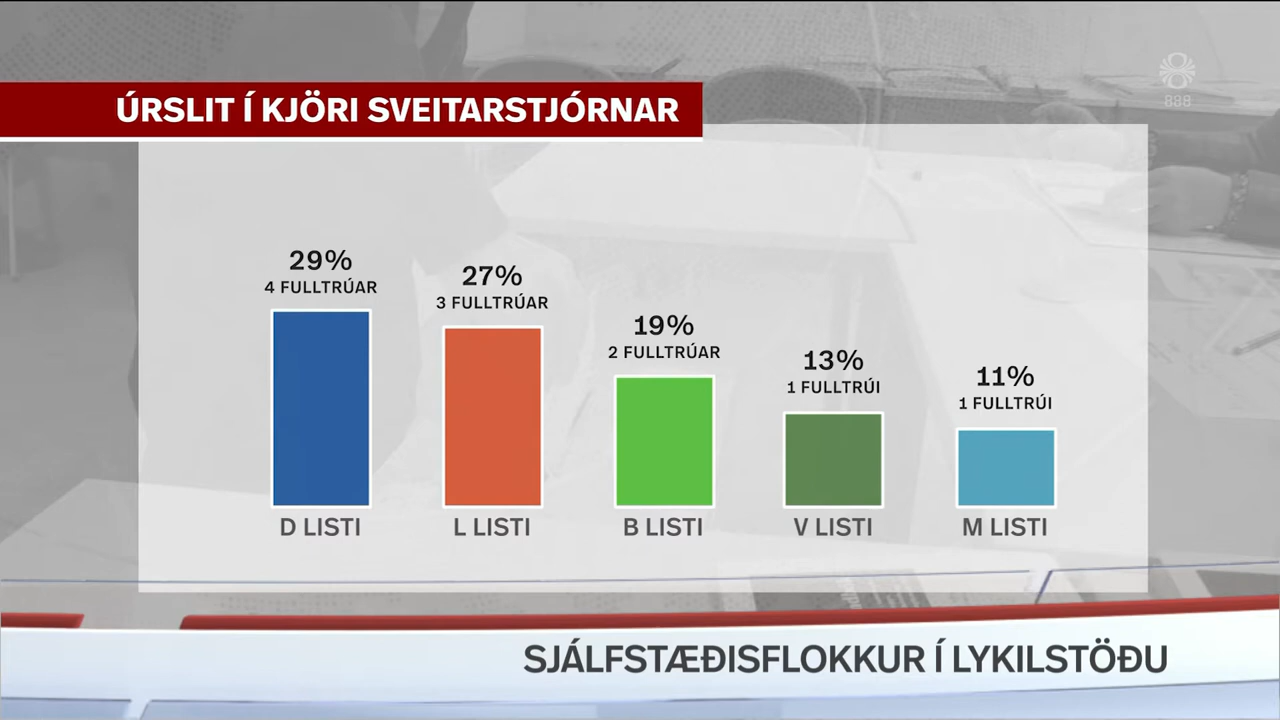 ÚRSLIT Í KJÖRI SVEITARSTJÓRNAR
888
29%
4 FULLTRÚAR
27%
3 FULLTRÚAR
19%
2 FULLTRÚAR
13%
1 FULLTRÚI
11%
1 FULLTRÚI
D LISTI
L LISTI
B LISTI
V LISTI
M LISTI
SJÁLFSTÆÐISFLOKKUR Í LYKILSTÖÐU